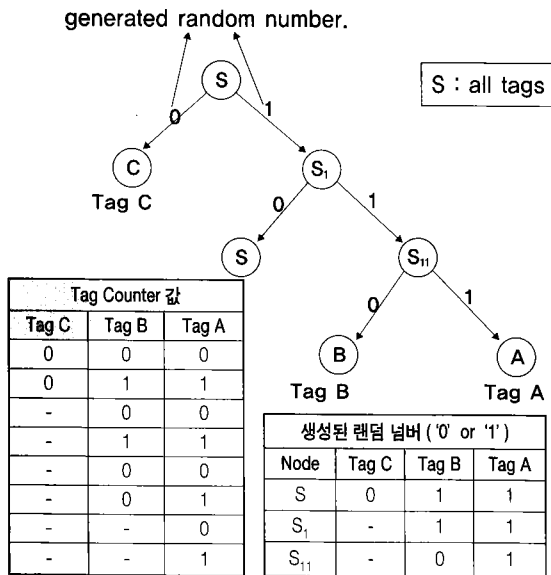 generated random number.
S
S : all tags
0
1
C
S₁
Tag C
0
1
S
S₁₁
0
1
B
A
Tag B
Tag A
Tag Counter 값
Tag C Tag B Tag A
0 0 0
0 1 1
- 0 0
- 1 1
- 0 0
- 0 1
- - 0
- - 1
생성된 랜덤 넘버 ( '0' or '1' )
Node Tag C Tag B Tag A
S 0 1 1
S₁ - 1 1
S₁₁ - 0 1